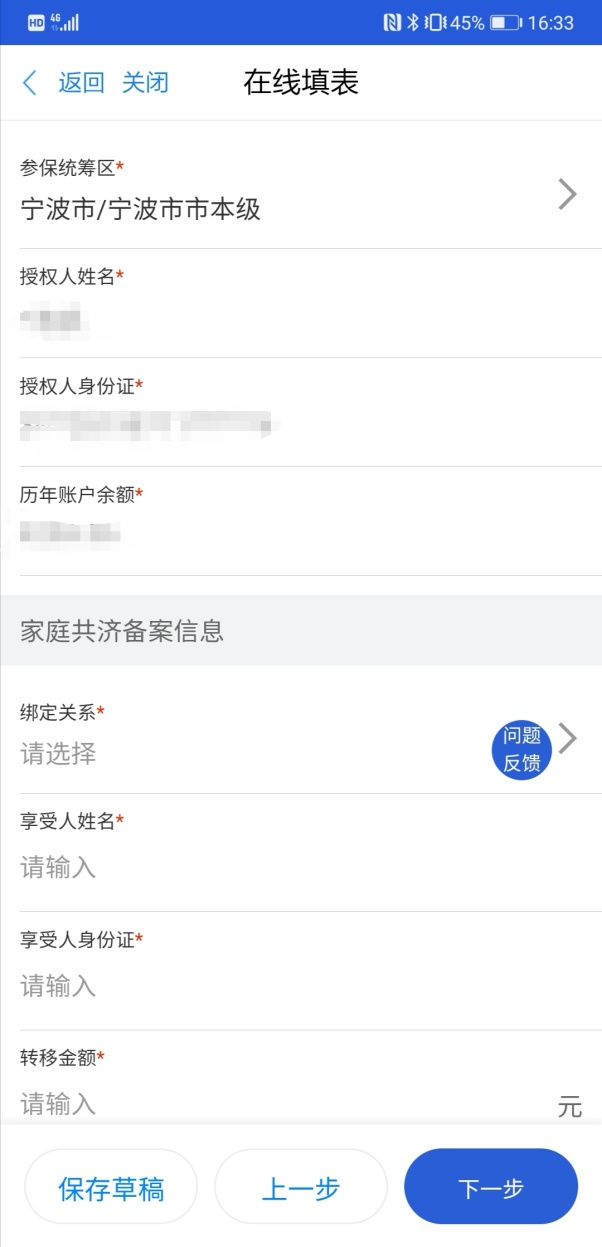 HD 4G 45% 16:33
返回 关闭 在线填表
参保统筹区*
宁波市/宁波市市本级
授权人姓名*
授权人身份证*
历年账户余额*
家庭共济备案信息
绑定关系*
请选择
问题
反馈
享受人姓名*
请输入
享受人身份证*
请输入
转移金额*
请输入 元
保存草稿 上一步 下一步